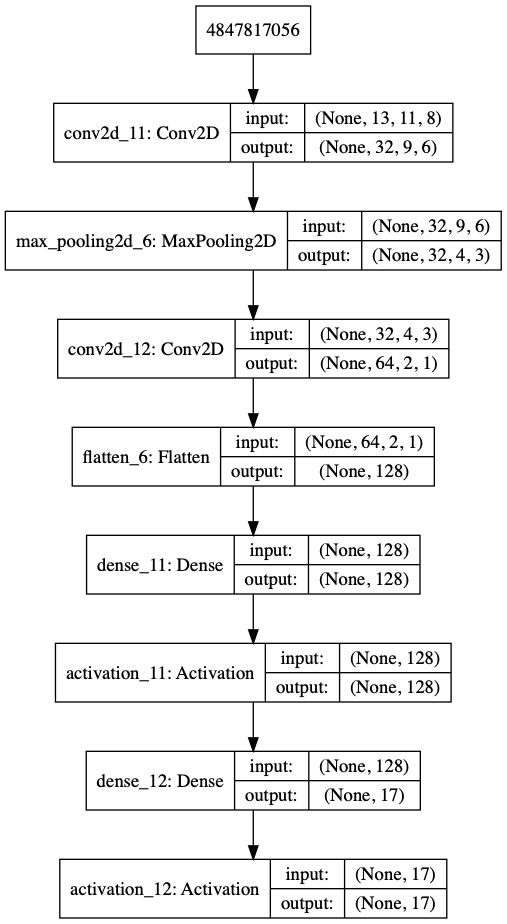 4847817056
conv2d_11: Conv2D
input: (None, 13, 11, 8)
output: (None, 32, 9, 6)
max_pooling2d_6: MaxPooling2D
input: (None, 32, 9, 6)
output: (None, 32, 4, 3)
conv2d_12: Conv2D
input: (None, 32, 4, 3)
output: (None, 64, 2, 1)
flatten_6: Flatten
input: (None, 64, 2, 1)
output: (None, 128)
dense_11: Dense
input: (None, 128)
output: (None, 128)
activation_11: Activation
input: (None, 128)
output: (None, 128)
dense_12: Dense
input: (None, 128)
output: (None, 17)
activation_12: Activation
input: (None, 17)
output: (None, 17)